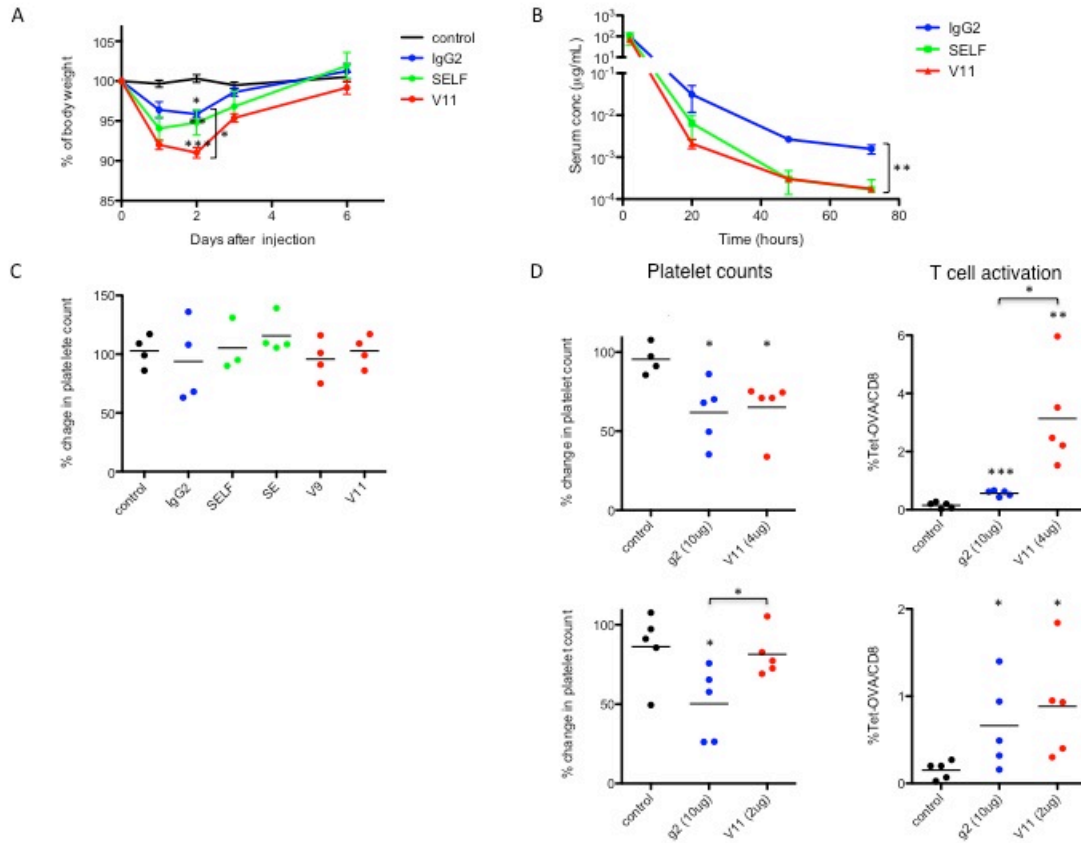 A
105
100
95
90
85
% of body weight
0
2
4
6
Days after injection
control
IgG2
SELF
V11
*
**
***
*
B
10³
10²
10¹
10⁻¹
10⁻²
10⁻³
10⁻⁴
Serum conc (µg/mL)
0
20
40
60
80
Time (hours)
IgG2
SELF
V11
**
C
150
100
50
0
% chage in platelete count
control
IgG2
SELF
SE
V9
V11
D
Platelet counts
100
50
0
% change in platelet count
* *
control
g2 (10ug)
V11 (4ug)
T cell activation
*
**
***
6
4
2
0
%Tet-OVA/CD8
control
g2 (10ug)
V11 (4ug)
*
*
100
50
0
% change in platelet count
control
g2 (10ug)
V11 (2ug)
* *
2
1
0
%Tet-OVA/CD8
control
g2 (10ug)
V11 (2ug)